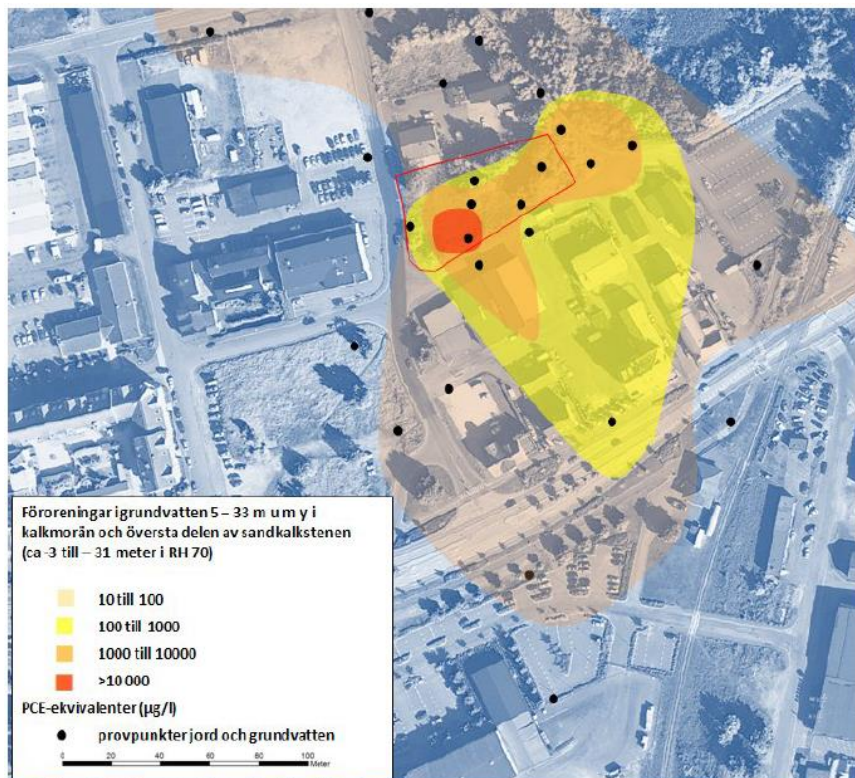 Föroreningar igrundvatten 5 – 33 m u m y i
kalkmorän och översta delen av sandkalkstenen
(ca -3 till – 31 meter i RH 70)
10 till 100
100 till 1000
1000 till 10000
>10 000
PCE-ekvivalenter (µg/l)
provpunkter jord och grundvatten
0 20 40 60 80 100
Meter